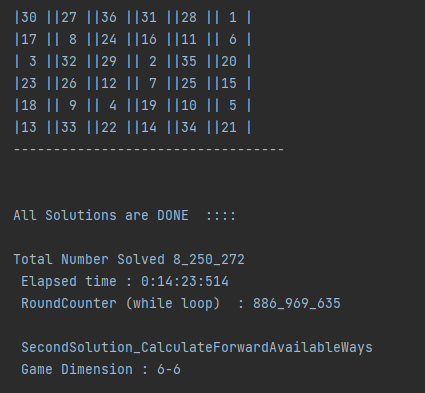 |30 ||27 ||36 ||31 ||28 || 1 |
|17 || 8 ||24 ||16 ||11 || 6 |
| 3 ||32 ||29 || 2 ||35 ||20 |
|23 ||26 ||12 || 7 ||25 ||15 |
|18 || 9 || 4 ||19 ||10 || 5 |
|13 ||33 ||22 ||14 ||34 ||21 |
----------------------------------
All Solutions are DONE  ::::
Total Number Solved 8_250_272
Elapsed time : 0:14:23:514
RoundCounter (while loop)  : 886_969_635
SecondSolution_CalculateForwardAvailableWays
Game Dimension : 6-6